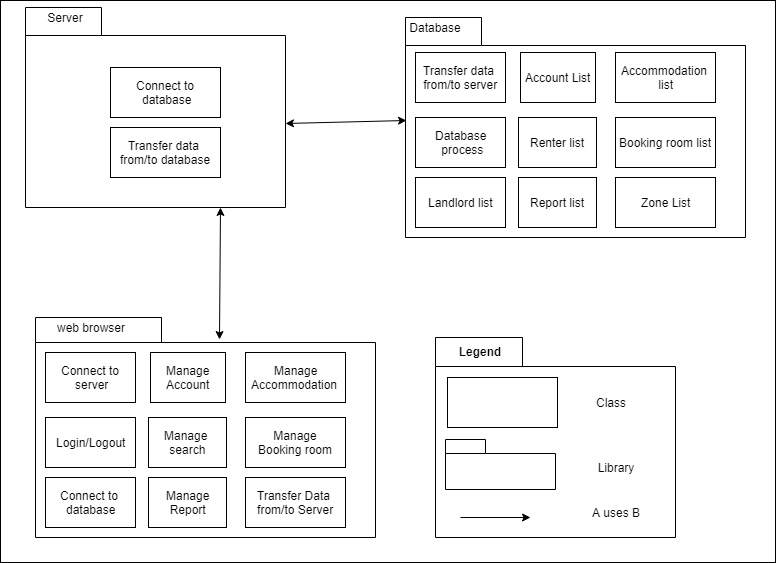 Server
Connect to
database
Transfer data
from/to database
Database
Transfer data
from/to server
Account List
Accommodation
list
Database
process
Renter list
Booking room list
Landlord list
Report list
Zone List
web browser
Connect to
server
Manage
Account
Manage
Accommodation
Login/Logout
Manage
search
Manage
Booking room
Connect to
database
Manage
Report
Transfer Data
from/to Server
Legend
Class
Library
A uses B